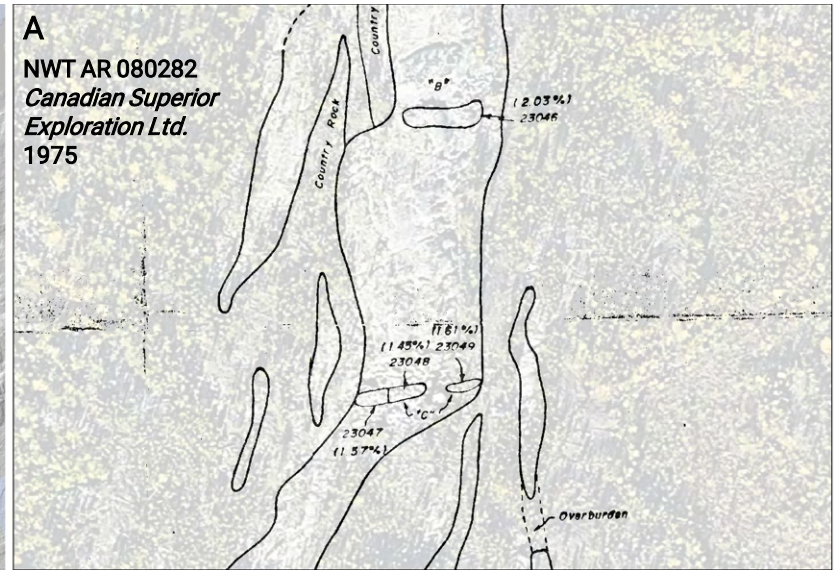 A
NWT AR 080282
Canadian Superior
Exploration Ltd.
1975
Country
Country Rock
"B"
(2.03%)
23046
(1.61%)
(1.45%) 23049
23048
"C"
23047
(1.57%)
Overburden